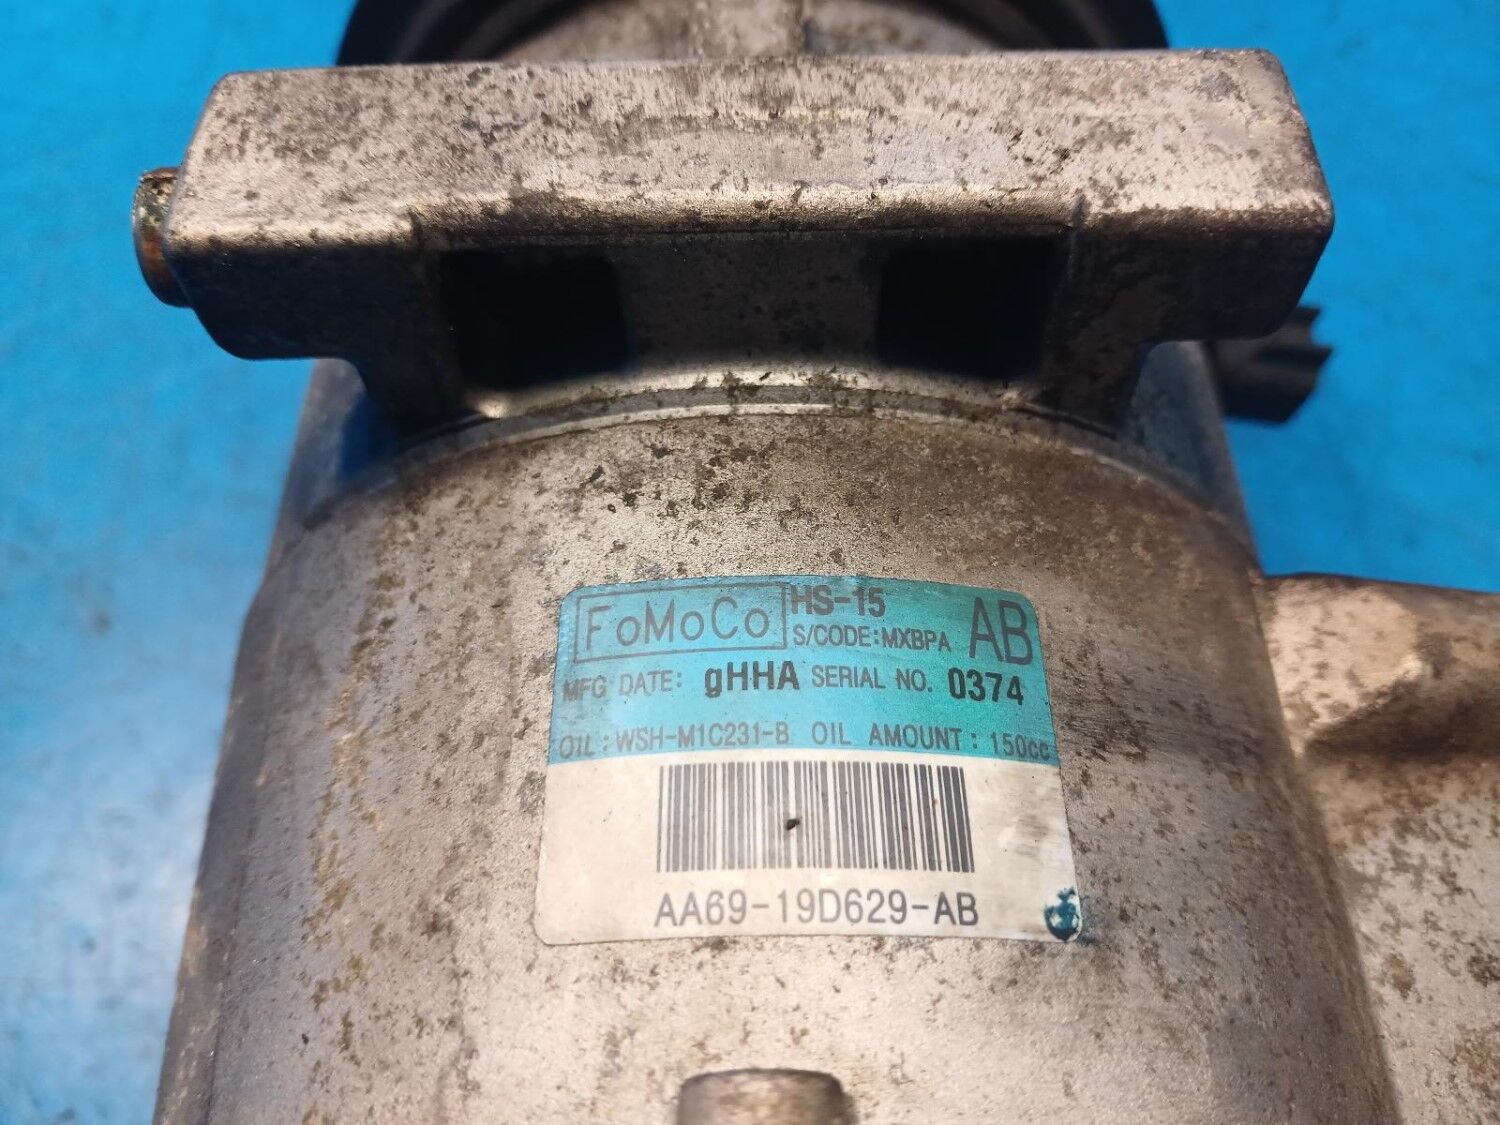 FoMoCo HS-15 AB
S/CODE:MXBPA
MFG DATE: gHHA SERIAL NO. 0374
OIL:WSH-M1C231-B OIL AMOUNT: 150cc
AA69-19D629-AB